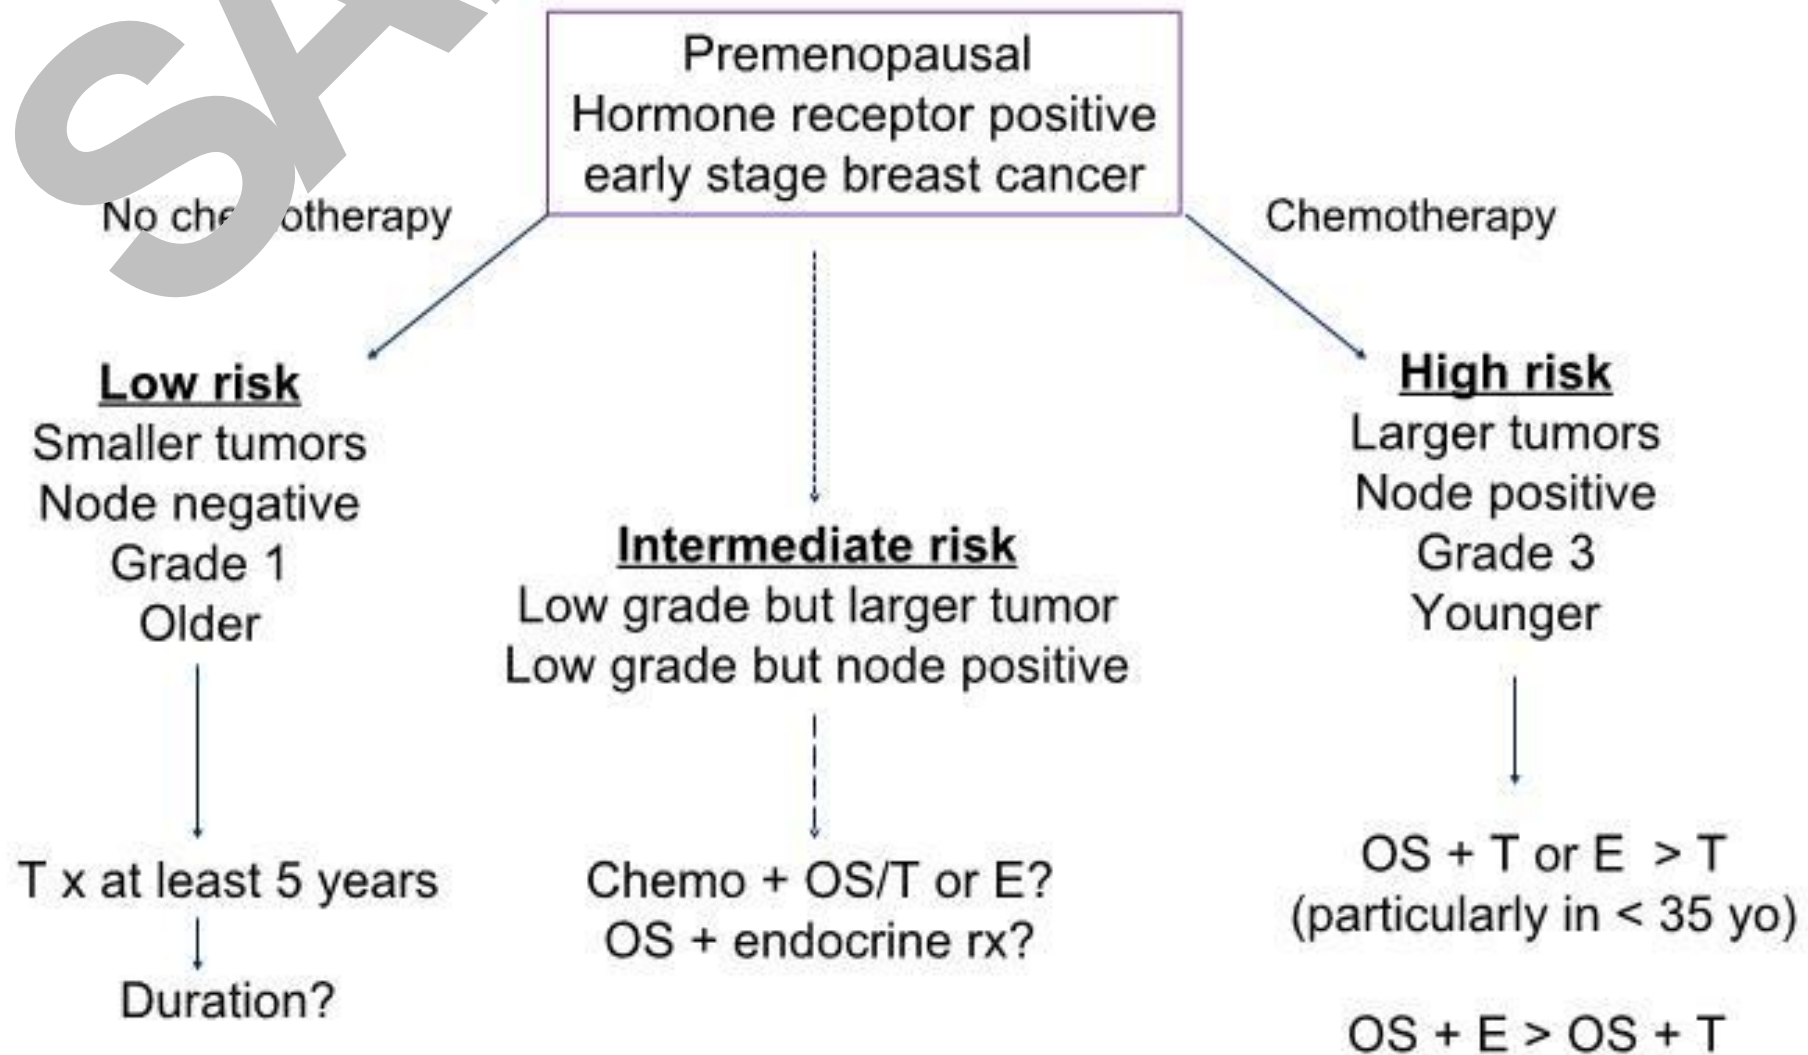 Premenopausal
Hormone receptor positive
early stage breast cancer
No che otherapy
Chemotherapy
Low risk
Smaller tumors
Node negative
Grade 1
Older
T x at least 5 years
Duration?
Intermediate risk
Low grade but larger tumor
Low grade but node positive
Chemo + OS/T or E?
OS + endocrine rx?
High risk
Larger tumors
Node positive
Grade 3
Younger
OS + T or E > T
(particularly in < 35 yo)
OS + E > OS + T